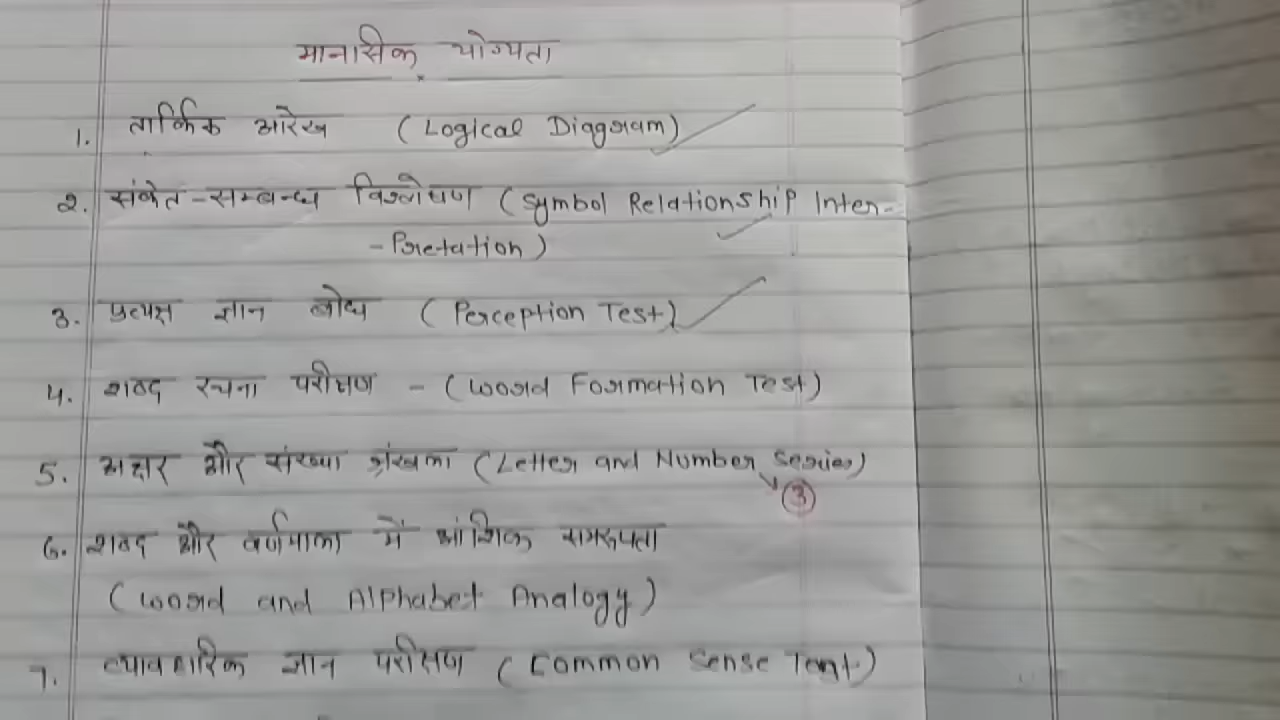 मानसिक योग्यता
1. तार्किक आरेख (Logical Diagram)
2. संकेत-सम्बन्ध विश्लेषण (Symbol Relationship Inter-
-Pretation)
3. प्रत्यक्ष ज्ञान बोध (Perception Test)
4. शब्द रचना परीक्षण - (Word Formation Test)
5. अक्षर और संख्या श्रंखला (Letter and Number Series)
3
6. शब्द और वर्णमाला में आंशिक समरुपता
(Word and Alphabet Analogy)
7. व्यावहारिक ज्ञान परीक्षण (Common Sense Test)